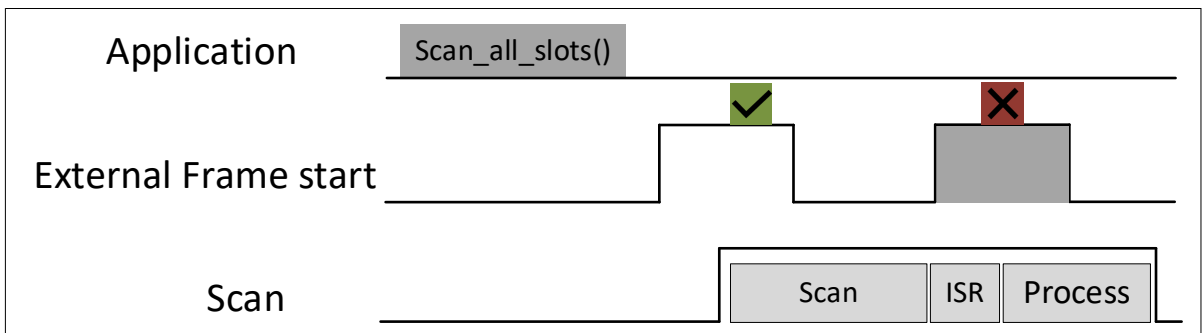 Application
Scan_all_slots()
External Frame start
Scan
Scan
ISR
Process